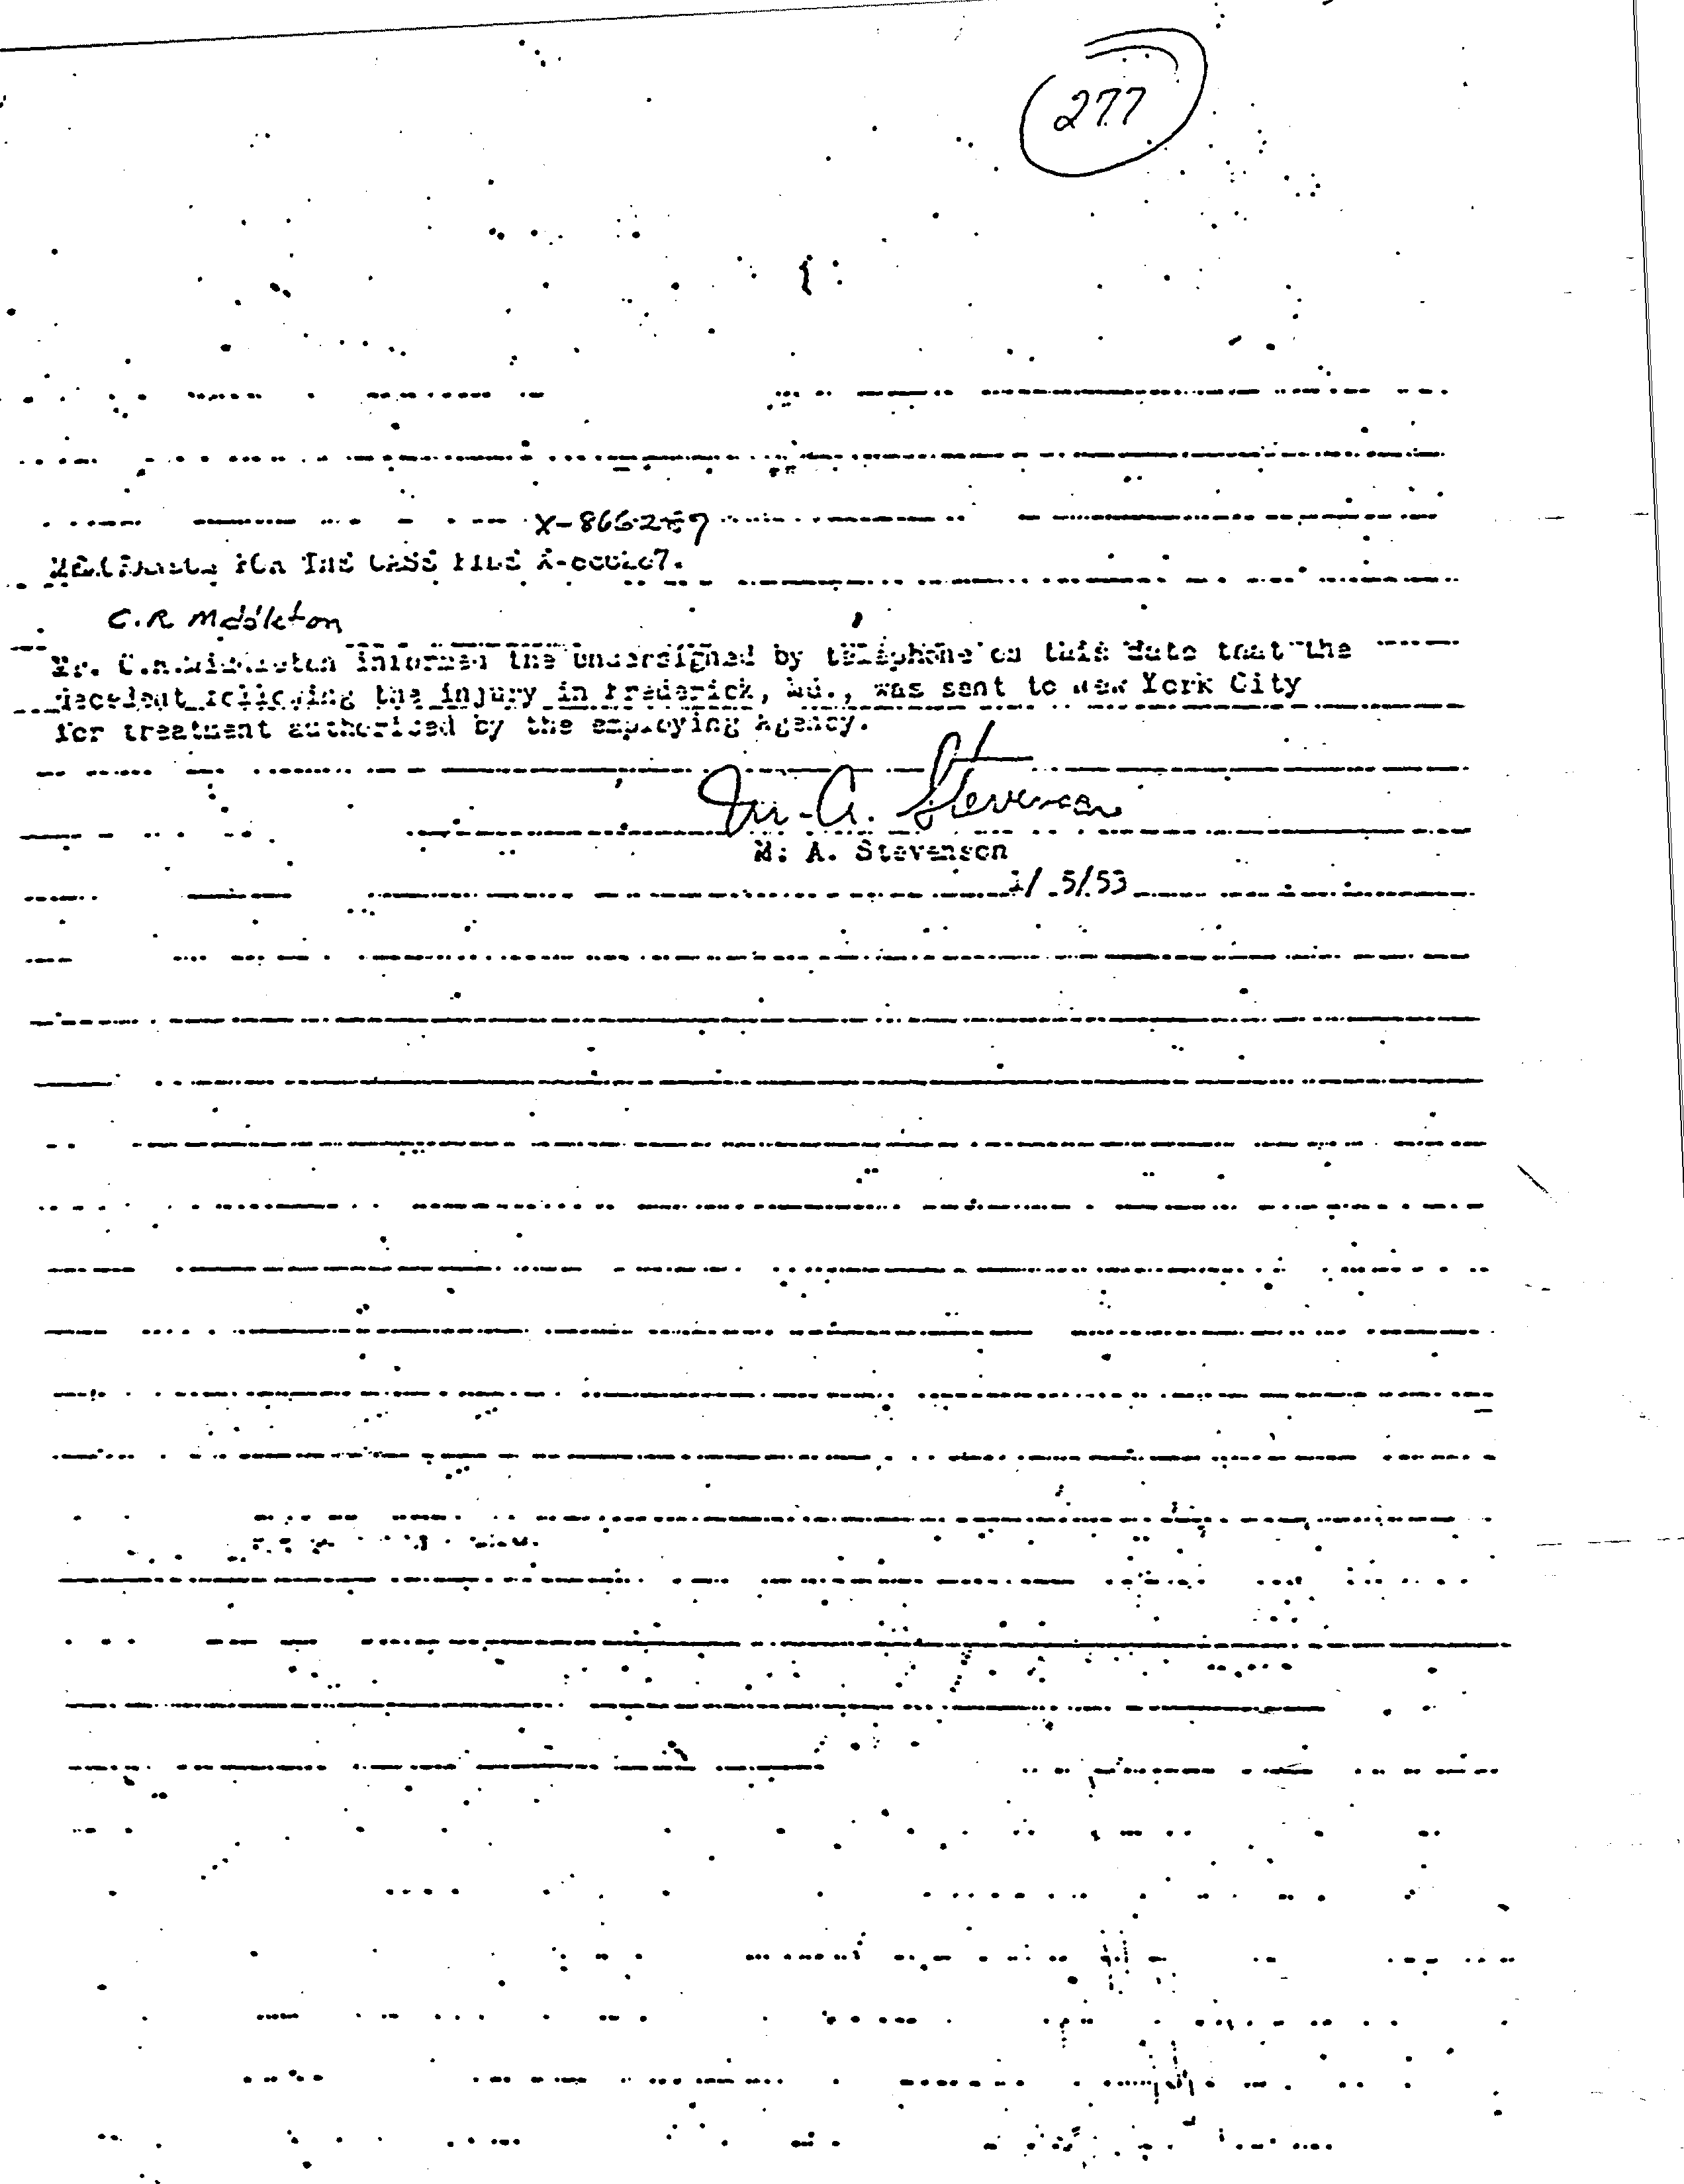 277
X-866287
MEMORANDUM FOR THE CASE FILE X-866287.
C.R Middleton
Mr. C.R.Middleton informed the undersigned by telephone on this date that the
decedent following the injury in Frederick, Md., was sent to New York City
for treatment authorized by the employing Agency.
M. A. Stevenson
M. A. Stevenson
1/ 5/53